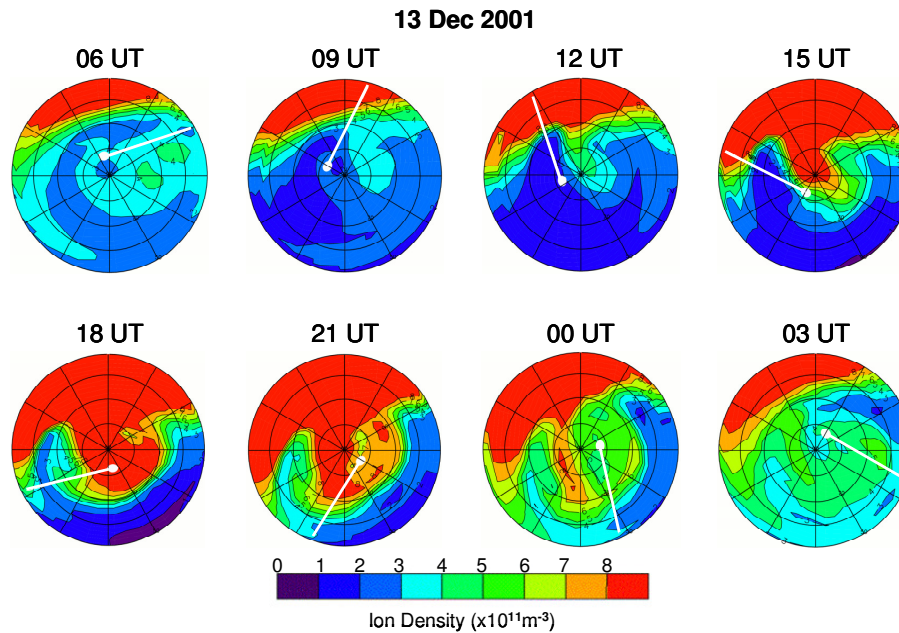 13 Dec 2001
06 UT 09 UT 12 UT 15 UT
18 UT 21 UT 00 UT 03 UT
0 1 2 3 4 5 6 7 8
Ion Density (x10¹¹m⁻³)